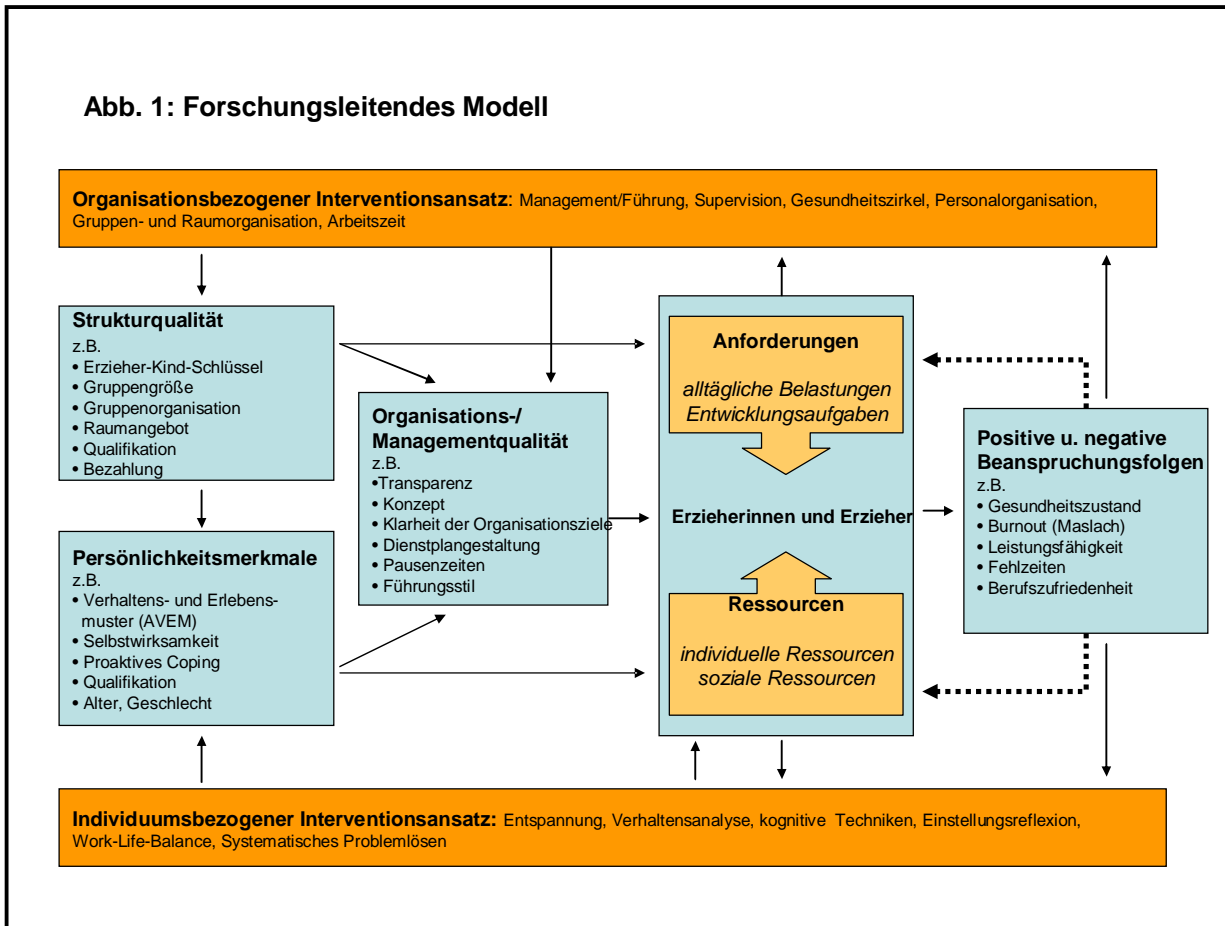 Abb. 1: Forschungsleitendes Modell
Organisationsbezogener Interventionsansatz: Management/Führung, Supervision, Gesundheitszirkel, Personalorganisation,
Gruppen- und Raumorganisation, Arbeitszeit
Strukturqualität
z.B.
• Erzieher-Kind-Schlüssel
• Gruppengröße
• Gruppenorganisation
• Raumangebot
• Qualifikation
• Bezahlung
Persönlichkeitsmerkmale
z.B.
• Verhaltens- und Erlebens-
muster (AVEM)
• Selbstwirksamkeit
• Proaktives Coping
• Qualifikation
• Alter, Geschlecht
Organisations-/
Managementqualität
z.B.
•Transparenz
• Konzept
• Klarheit der Organisationsziele
• Dienstplangestaltung
• Pausenzeiten
• Führungsstil
Anforderungen
alltägliche Belastungen
Entwicklungsaufgaben
Erzieherinnen und Erzieher
Ressourcen
individuelle Ressourcen
soziale Ressourcen
Positive u. negative
Beanspruchungsfolgen
z.B.
• Gesundheitszustand
• Burnout (Maslach)
• Leistungsfähigkeit
• Fehlzeiten
• Berufszufriedenheit
Individuumsbezogener Interventionsansatz: Entspannung, Verhaltensanalyse, kognitive Techniken, Einstellungsreflexion,
Work-Life-Balance, Systematisches Problemlösen